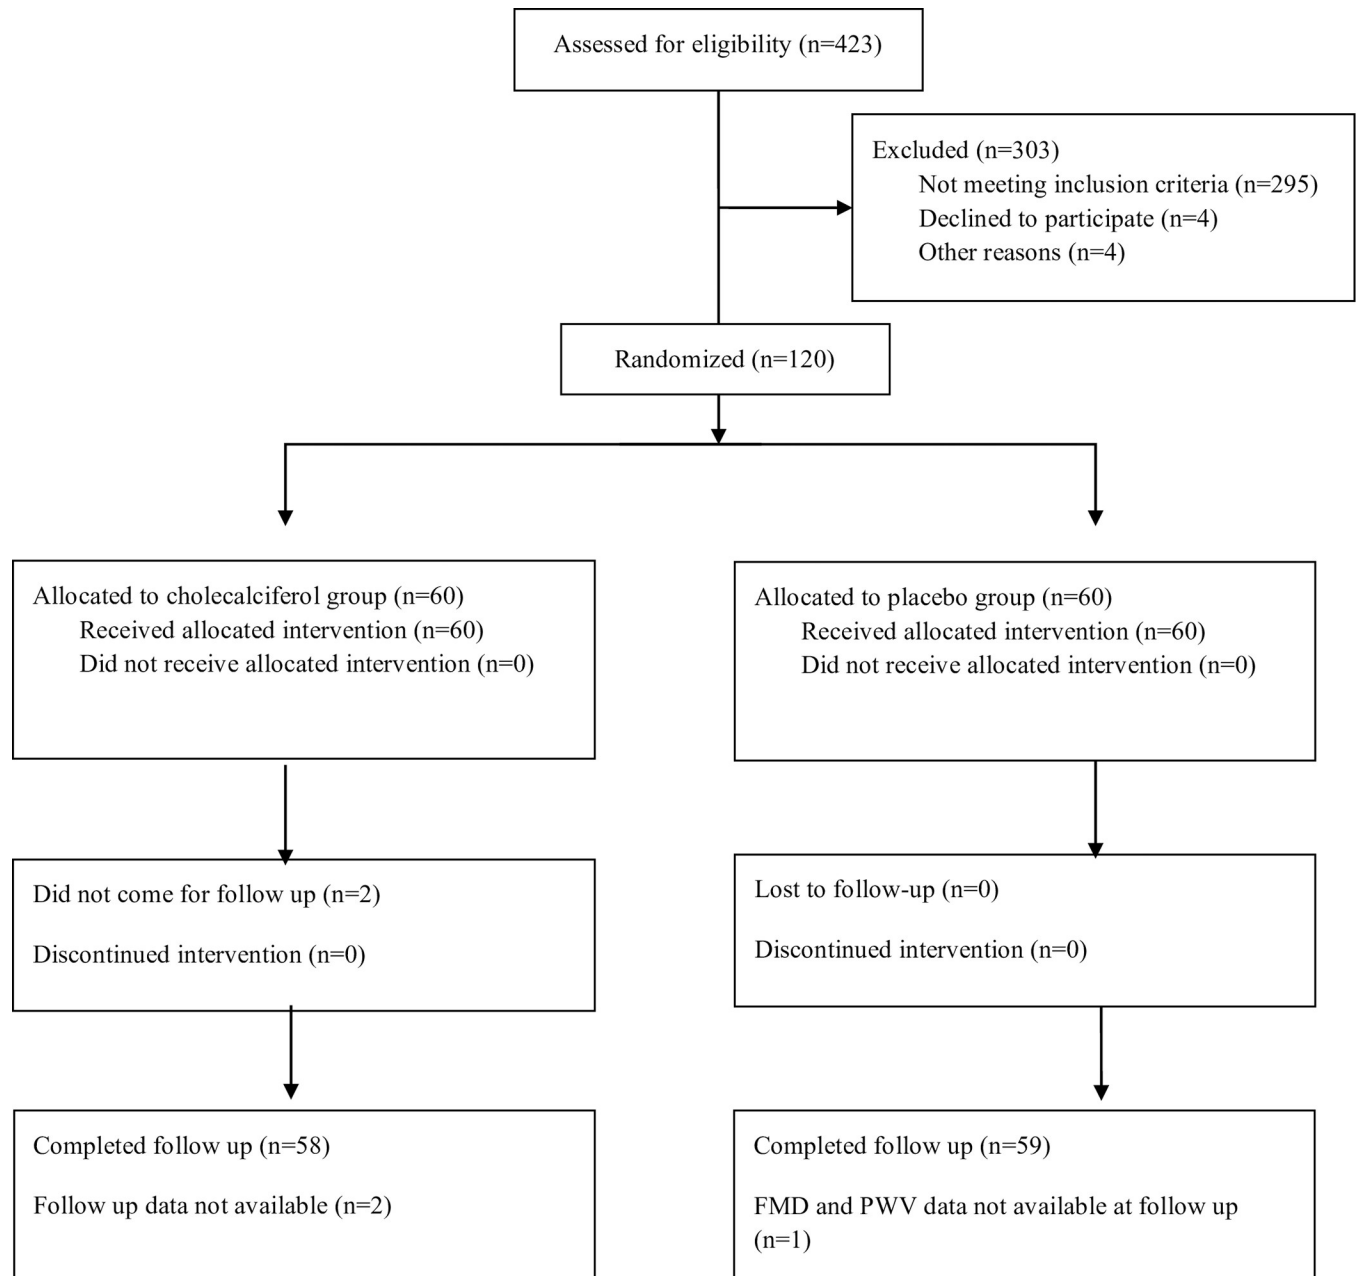 Assessed for eligibility (n=423)
Excluded (n=303)
Not meeting inclusion criteria (n=295)
Declined to participate (n=4)
Other reasons (n=4)
Randomized (n=120)
Allocated to cholecalciferol group (n=60)
Received allocated intervention (n=60)
Did not receive allocated intervention (n=0)
Allocated to placebo group (n=60)
Received allocated intervention (n=60)
Did not receive allocated intervention (n=0)
Did not come for follow up (n=2)
Discontinued intervention (n=0)
Lost to follow-up (n=0)
Discontinued intervention (n=0)
Completed follow up (n=58)
Follow up data not available (n=2)
Completed follow up (n=59)
FMD and PWV data not available at follow up
(n=1)